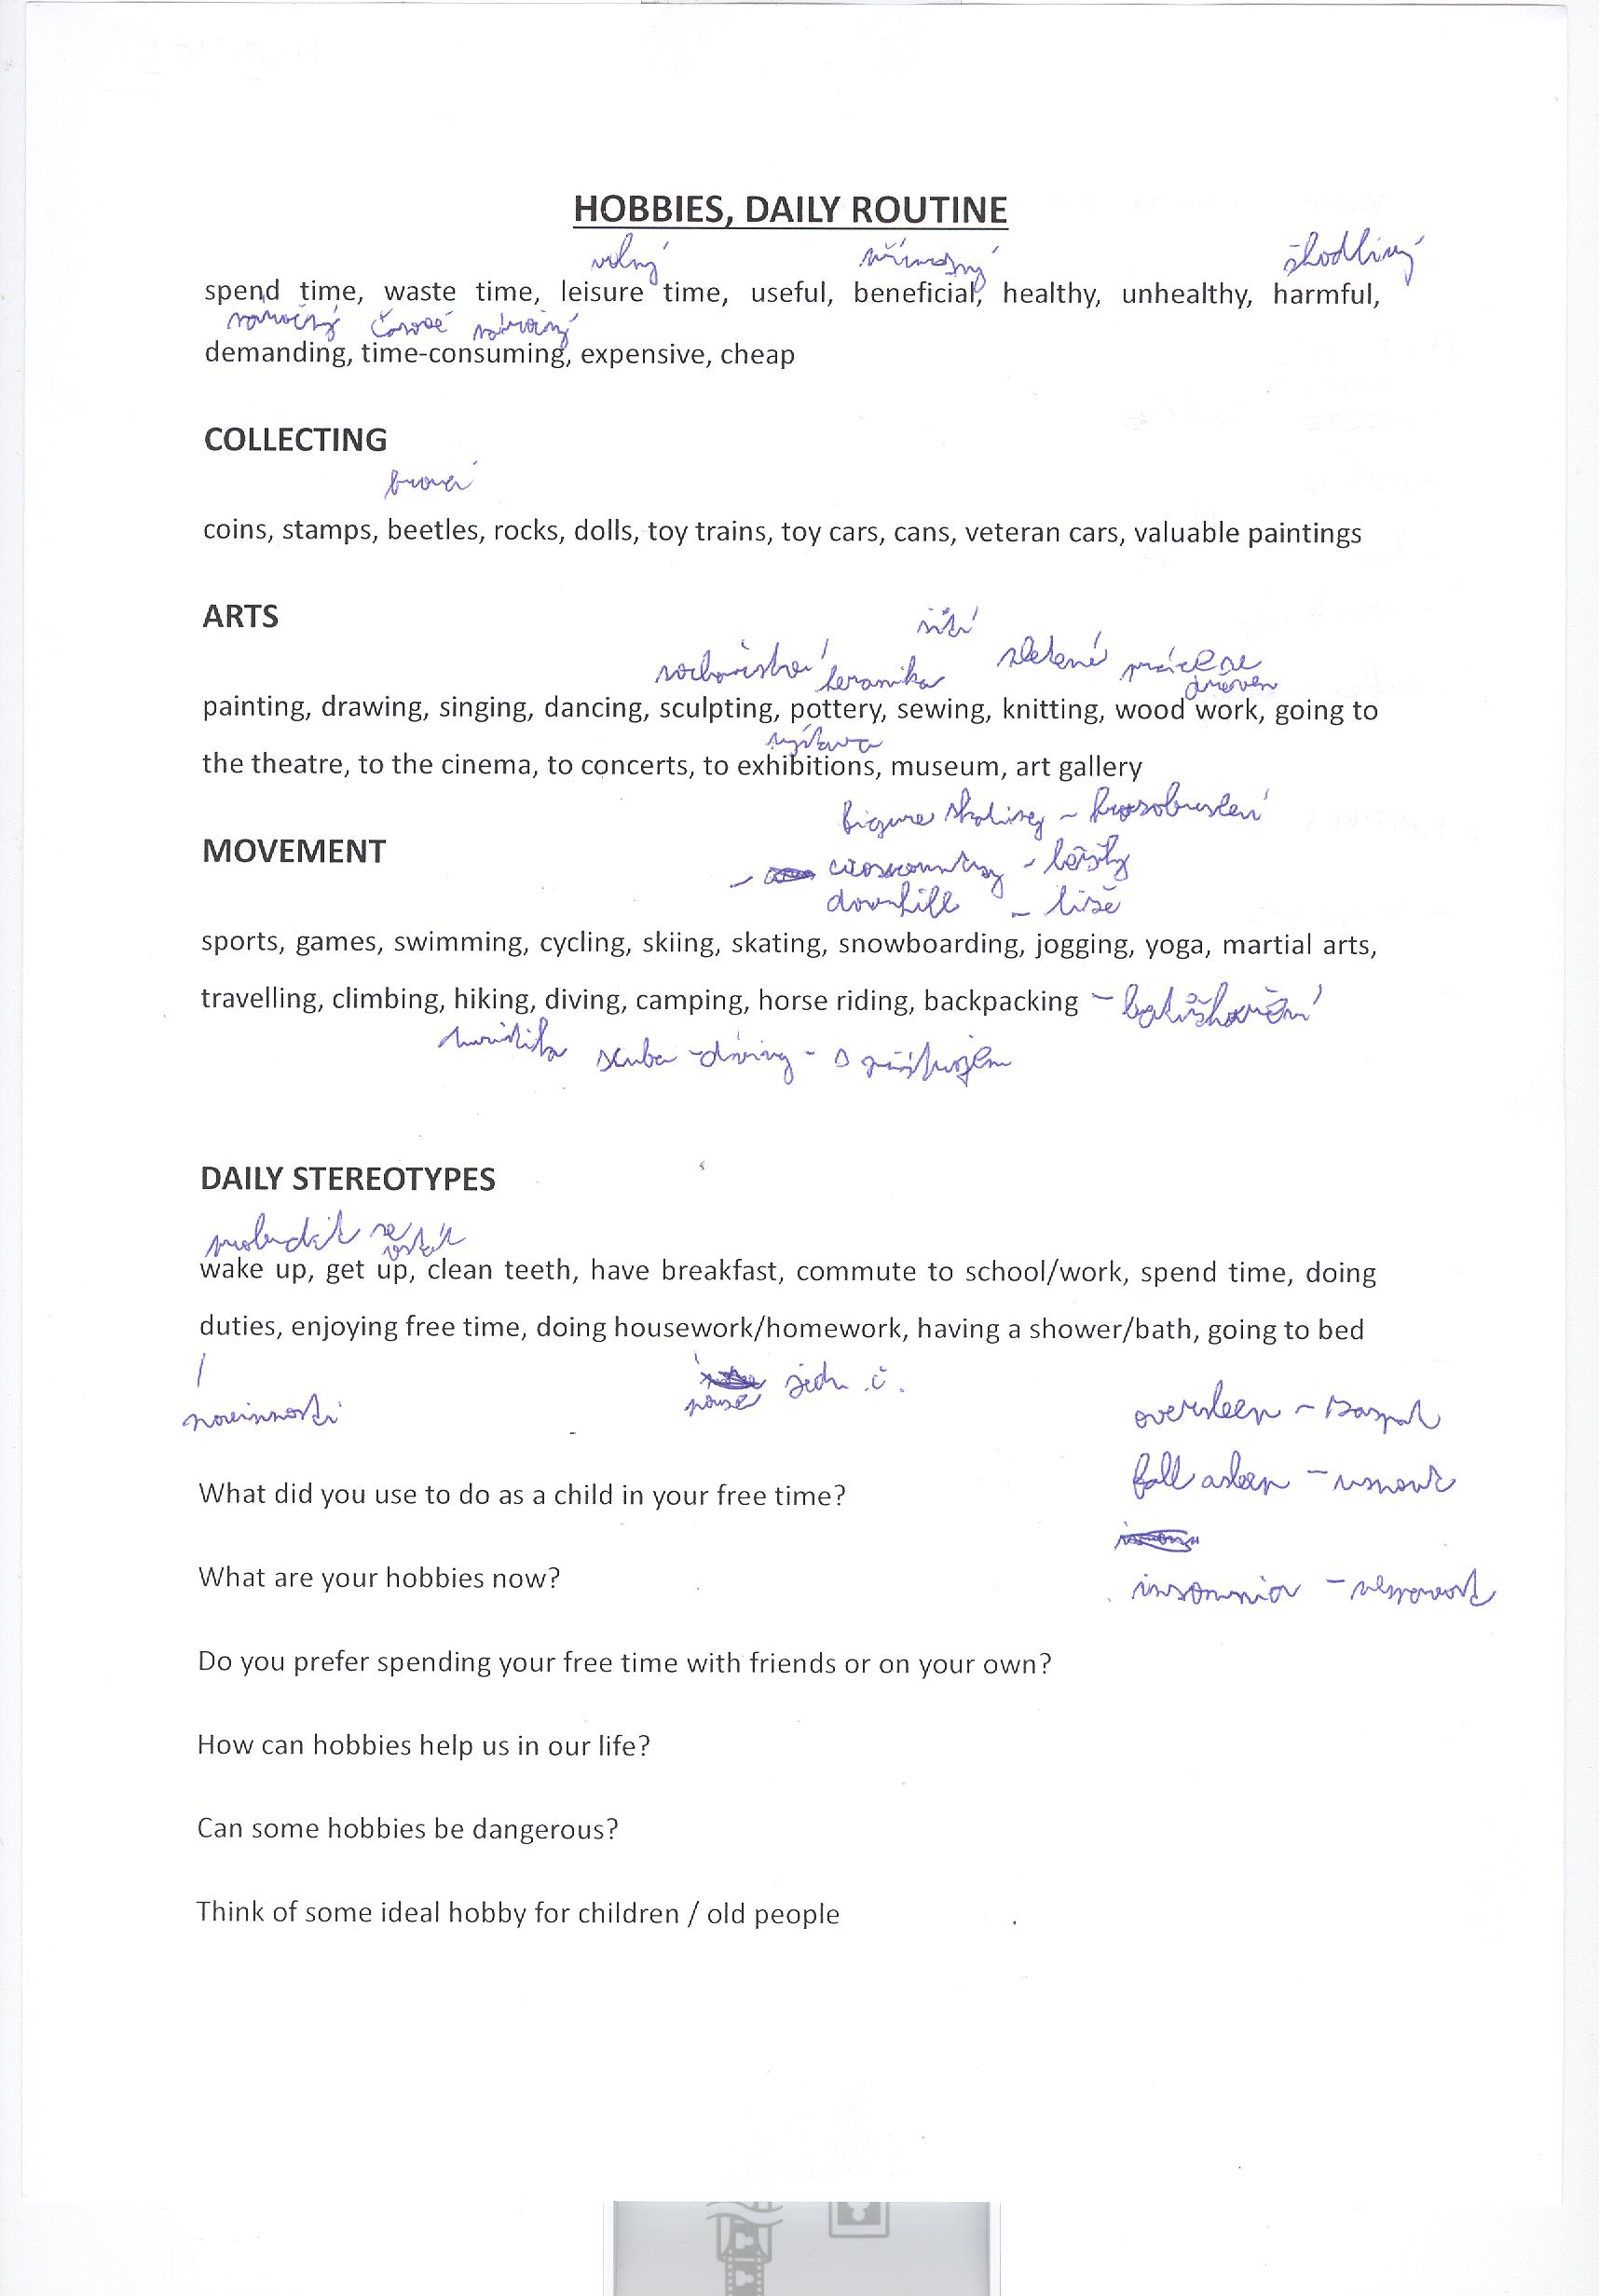 HOBBIES, DAILY ROUTINE
volný přínosný škodlivý
spend time, waste time, leisure time, useful, beneficial, healthy, unhealthy, harmful,
náročný časově náročný
demanding, time-consuming, expensive, cheap
COLLECTING
brouci
coins, stamps, beetles, rocks, dolls, toy trains, toy cars, cans, veteran cars, valuable paintings
ARTS
šití
sochařství keramika pletené práce se
dřevem
painting, drawing, singing, dancing, sculpting, pottery, sewing, knitting, wood work, going to
výstava
the theatre, to the cinema, to concerts, to exhibitions, museum, art gallery
figure skating - krasobruslení
MOVEMENT
- crosscountry - běžky
downhill - lyže
sports, games, swimming, cycling, skiing, skating, snowboarding, jogging, yoga, martial arts,
travelling, climbing, hiking, diving, camping, horse riding, backpacking - batůžkaření
turistika scuba-diving - s přístrojem
DAILY STEREOTYPES
probudit se vstát
wake up, get up, clean teeth, have breakfast, commute to school/work, spend time, doing
duties, enjoying free time, doing housework/homework, having a shower/bath, going to bed
pouze jedn. č.
povinnosti
oversleep - zaspat
fall asleep - usnout
What did you use to do as a child in your free time?
What are your hobbies now?
insomnia - nespavost
Do you prefer spending your free time with friends or on your own?
How can hobbies help us in our life?
Can some hobbies be dangerous?
Think of some ideal hobby for children / old people